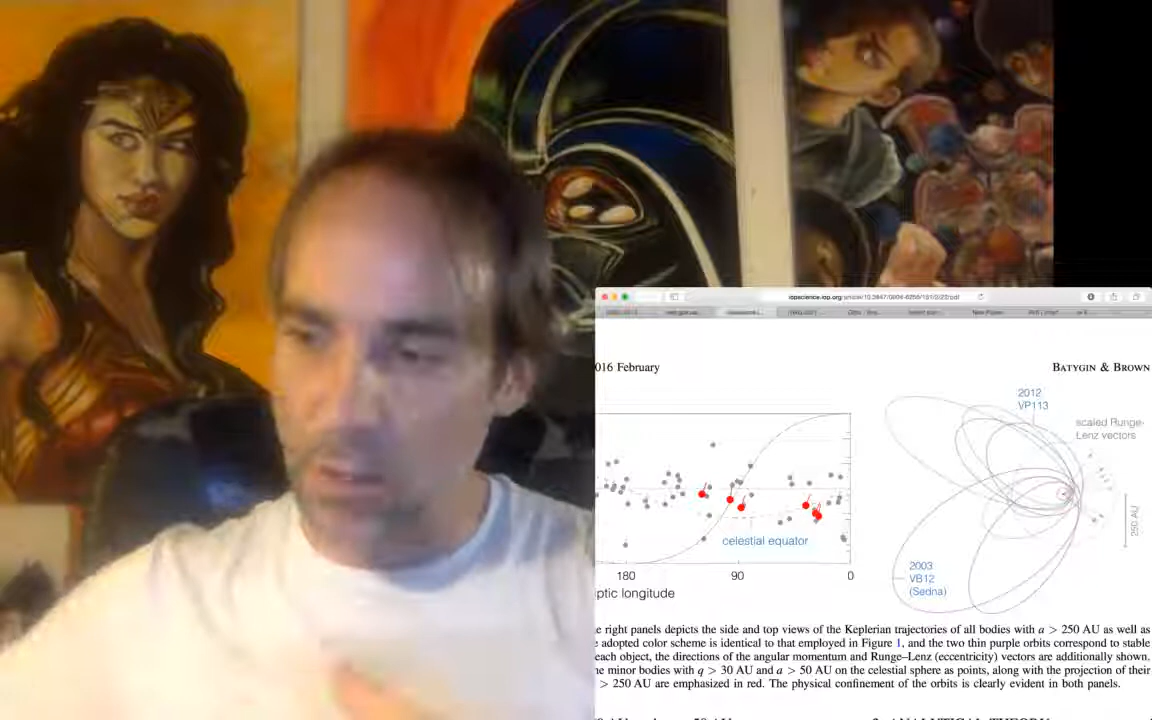 016 February
BATYGIN & BROWN
2012
VP113
scaled Runge-
Lenz vectors
250 AU
celestial equator
2003
VB12
(Sedna)
180
90
0
ptic longitude
e right panels depicts the side and top views of the Keplerian trajectories of all bodies with a > 250 AU as well as
e adopted color scheme is identical to that employed in Figure 1, and the two thin purple orbits correspond to stable
each object, the directions of the angular momentum and Runge–Lenz (eccentricity) vectors are additionally shown.
ne minor bodies with q > 30 AU and a > 50 AU on the celestial sphere as points, along with the projection of their
> 250 AU are emphasized in red. The physical confinement of the orbits is clearly evident in both panels.